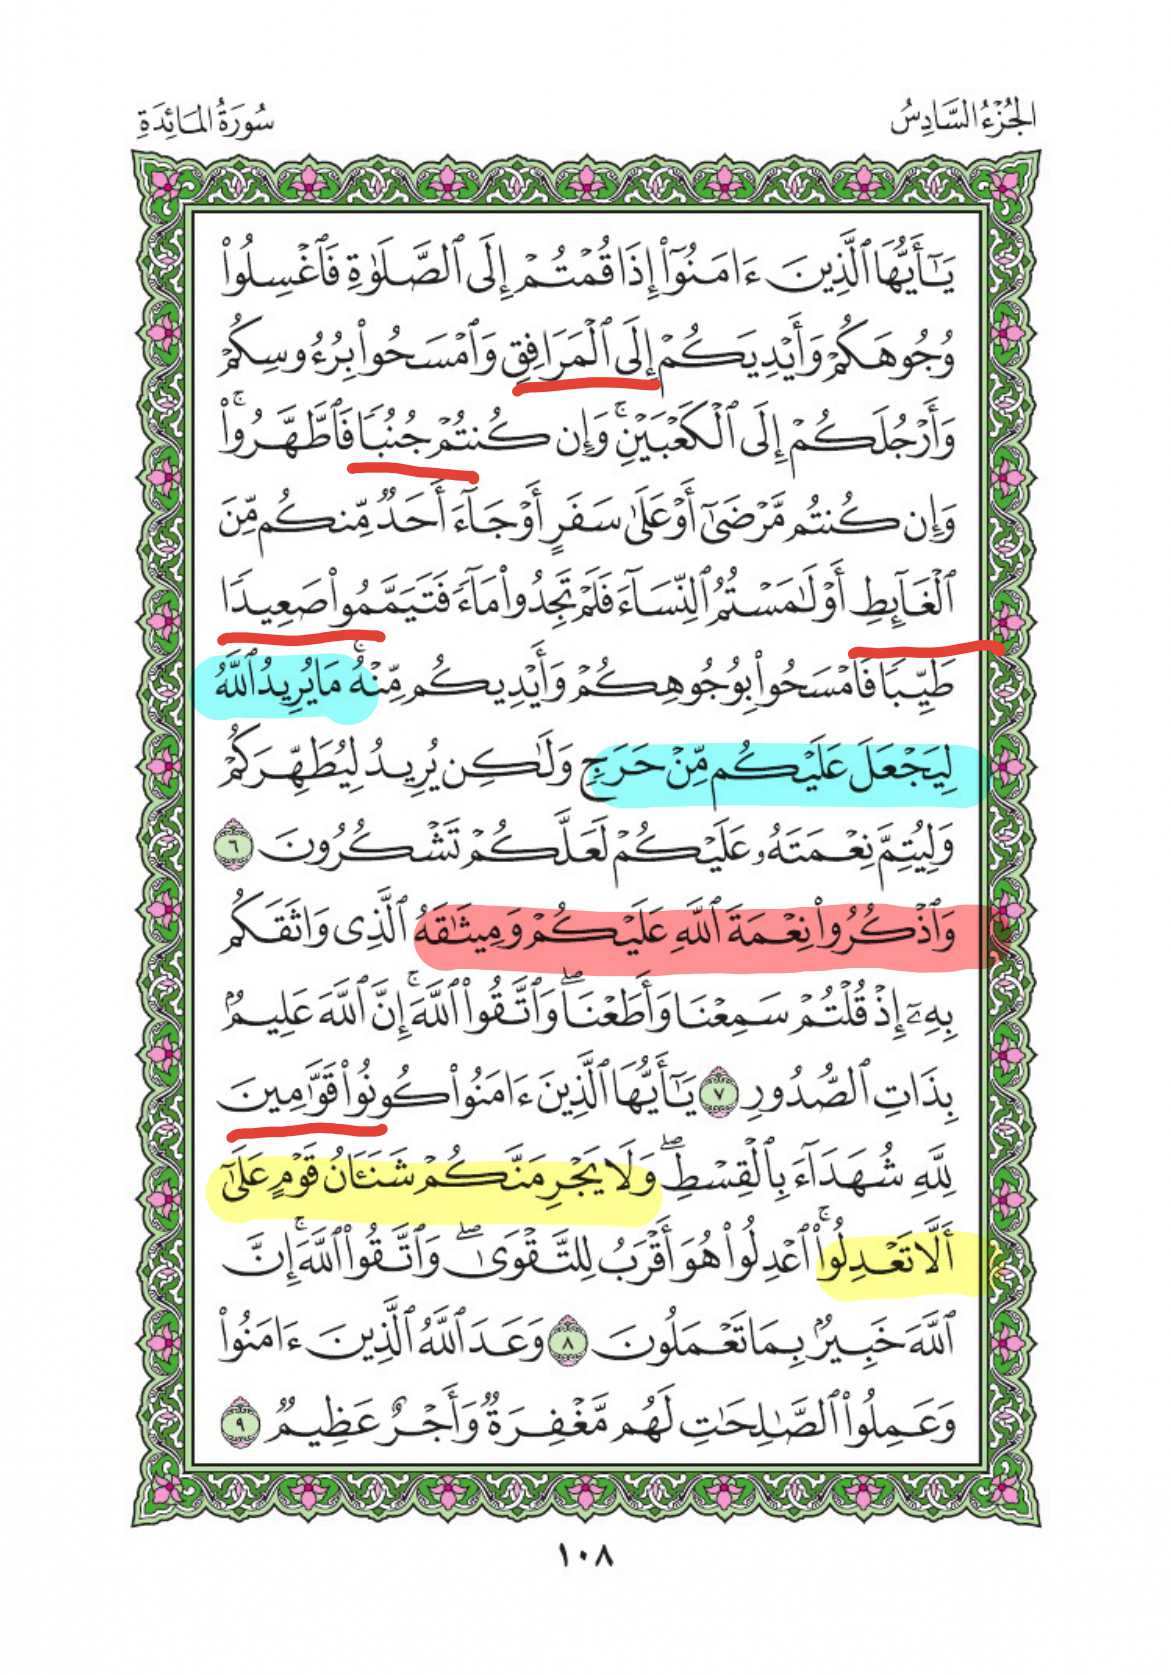 الجُزْءُ السَّادِسُ
سُورَةُ المَائِدَةِ
يَٰٓأَيُّهَا ٱلَّذِينَ ءَامَنُوٓاْ إِذَا قُمۡتُمۡ إِلَى ٱلصَّلَوٰةِ فَٱغۡسِلُواْ
وُجُوهَكُمۡ وَأَيۡدِيَكُمۡ إِلَى ٱلۡمَرَافِقِ وَٱمۡسَحُواْ بِرُءُوسِكُمۡ
وَأَرۡجُلَكُمۡ إِلَى ٱلۡكَعۡبَيۡنِۚ وَإِن كُنتُمۡ جُنُبٗا فَٱطَّهَّرُواْۚ
وَإِن كُنتُم مَّرۡضَىٰٓ أَوۡ عَلَىٰ سَفَرٍ أَوۡ جَآءَ أَحَدٞ مِّنكُم مِّنَ
ٱلۡغَآئِطِ أَوۡ لَٰمَسۡتُمُ ٱلنِّسَآءَ فَلَمۡ تَجِدُواْ مَآءٗ فَتَيَمَّمُواْ صَعِيدٗا
طَيِّبٗا فَٱمۡسَحُواْ بِوُجُوهِكُمۡ وَأَيۡدِيكُم مِّنۡهُۚ مَا يُرِيدُ ٱللَّهُ
لِيَجۡعَلَ عَلَيۡكُم مِّنۡ حَرَجٖ وَلَٰكِن يُرِيدُ لِيُطَهِّرَكُمۡ
وَلِيُتِمَّ نِعۡمَتَهُۥ عَلَيۡكُمۡ لَعَلَّكُمۡ تَشۡكُرُونَ ٦
وَٱذۡكُرُواْ نِعۡمَةَ ٱللَّهِ عَلَيۡكُمۡ وَمِيثَٰقَهُ ٱلَّذِي وَاثَقَكُم
بِهِۦٓ إِذۡ قُلۡتُمۡ سَمِعۡنَا وَأَطَعۡنَاۖ وَٱتَّقُواْ ٱللَّهَۚ إِنَّ ٱللَّهَ عَلِيمُۢ
بِذَاتِ ٱلصُّدُورِ ٧ يَٰٓأَيُّهَا ٱلَّذِينَ ءَامَنُواْ كُونُواْ قَوَّٰمِينَ
لِلَّهِ شُهَدَآءَ بِٱلۡقِسۡطِۖ وَلَا يَجۡرِمَنَّكُمۡ شَنَـَٔانُ قَوۡمٍ عَلَىٰٓ
أَلَّا تَعۡدِلُواْۚ ٱعۡدِلُواْ هُوَ أَقۡرَبُ لِلتَّقۡوَىٰۖ وَٱتَّقُواْ ٱللَّهَۚ إِنَّ
ٱللَّهَ خَبِيرُۢ بِمَا تَعۡمَلُونَ ٨ وَعَدَ ٱللَّهُ ٱلَّذِينَ ءَامَنُواْ
وَعَمِلُواْ ٱلصَّٰلِحَٰتِ لَهُم مَّغۡفِرَةٞ وَأَجۡرٌ عَظِيمٞ ٩
١٠٨